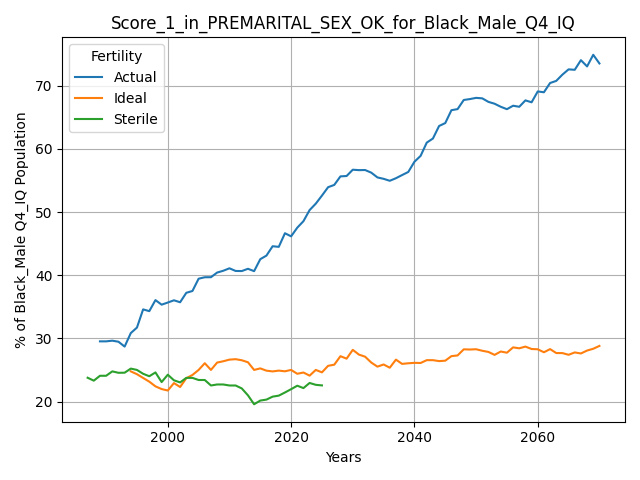 Score_1_in_PREMARITAL_SEX_OK_for_Black_Male_Q4_IQ
Fertility
Actual
Ideal
Sterile
% of Black_Male Q4_IQ Population
70
60
50
40
30
20
2000
2020
2040
2060
Years